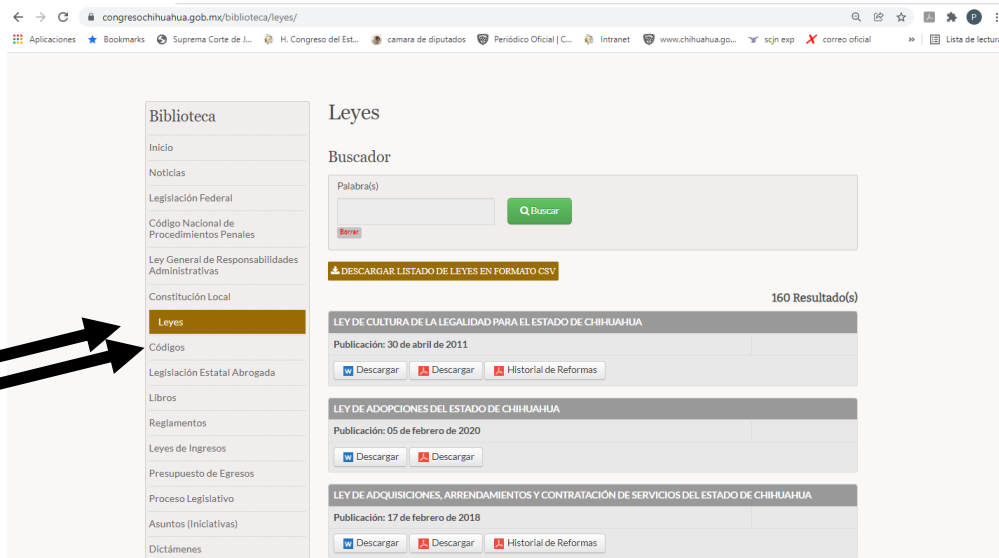 congresochihuahua.gob.mx/biblioteca/leyes/
P
Aplicaciones
Bookmarks
Suprema Corte de J...
H. Congreso del Est...
camara de diputados
Periódico Oficial | C...
Intranet
www.chihuahua.go...
scjn exp
correo oficial
»
Lista de lectura
Biblioteca
Inicio
Noticias
Legislación Federal
Código Nacional de
Procedimientos Penales
Ley General de Responsabilidades
Administrativas
Constitución Local
Leyes
Códigos
Legislación Estatal Abrogada
Libros
Reglamentos
Leyes de Ingresos
Presupuesto de Egresos
Proceso Legislativo
Asuntos (Iniciativas)
Dictámenes
Leyes
Buscador
Palabra(s)
Buscar
Borrar
DESCARGAR LISTADO DE LEYES EN FORMATO CSV
160 Resultado(s)
LEY DE CULTURA DE LA LEGALIDAD PARA EL ESTADO DE CHIHUAHUA
Publicación: 30 de abril de 2011
Descargar Descargar Historial de Reformas
LEY DE ADOPCIONES DEL ESTADO DE CHIHUAHUA
Publicación: 05 de febrero de 2020
Descargar Descargar
LEY DE ADQUISICIONES, ARRENDAMIENTOS Y CONTRATACIÓN DE SERVICIOS DEL ESTADO DE CHIHUAHUA
Publicación: 17 de febrero de 2018
Descargar Descargar Historial de Reformas